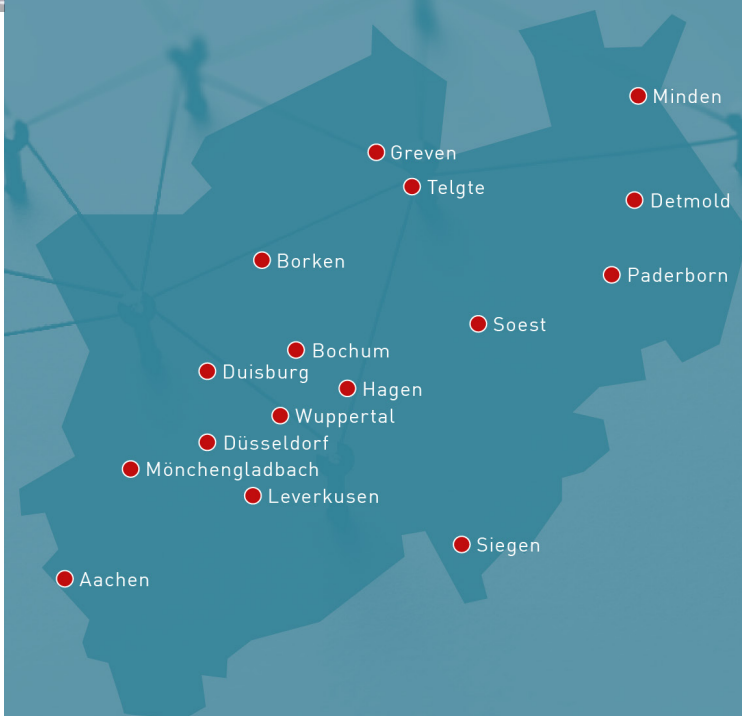 Minden
Greven
Telgte
Detmold
Borken
Paderborn
Soest
Bochum
Duisburg
Hagen
Wuppertal
Düsseldorf
Mönchengladbach
Leverkusen
Siegen
Aachen